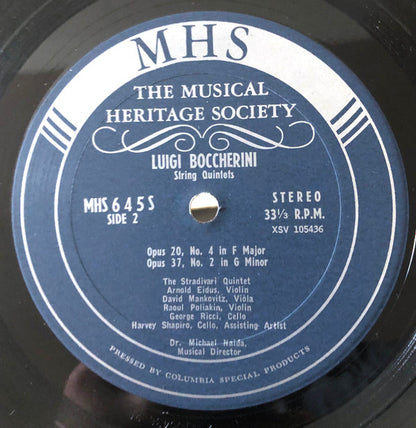 MHS
THE MUSICAL
HERITAGE SOCIETY
LUIGI BOCCHERINI
String Quintets
MHS 645S
SIDE 2
STEREO
33⅓ R.P.M.
XSV 105436
Opus 20, No. 4 in F Major
Opus 37, No. 2 in G Minor
The Stradivari Quintet
Arnold Eidus, Violin
David Mankovitz, Viola
Raoul Poliakin, Violin
George Ricci, Cello
Harvey Shapiro, Cello, Assisting Artist
Dr. Michael Naida,
Musical Director
PRESSED BY COLUMBIA SPECIAL PRODUCTS